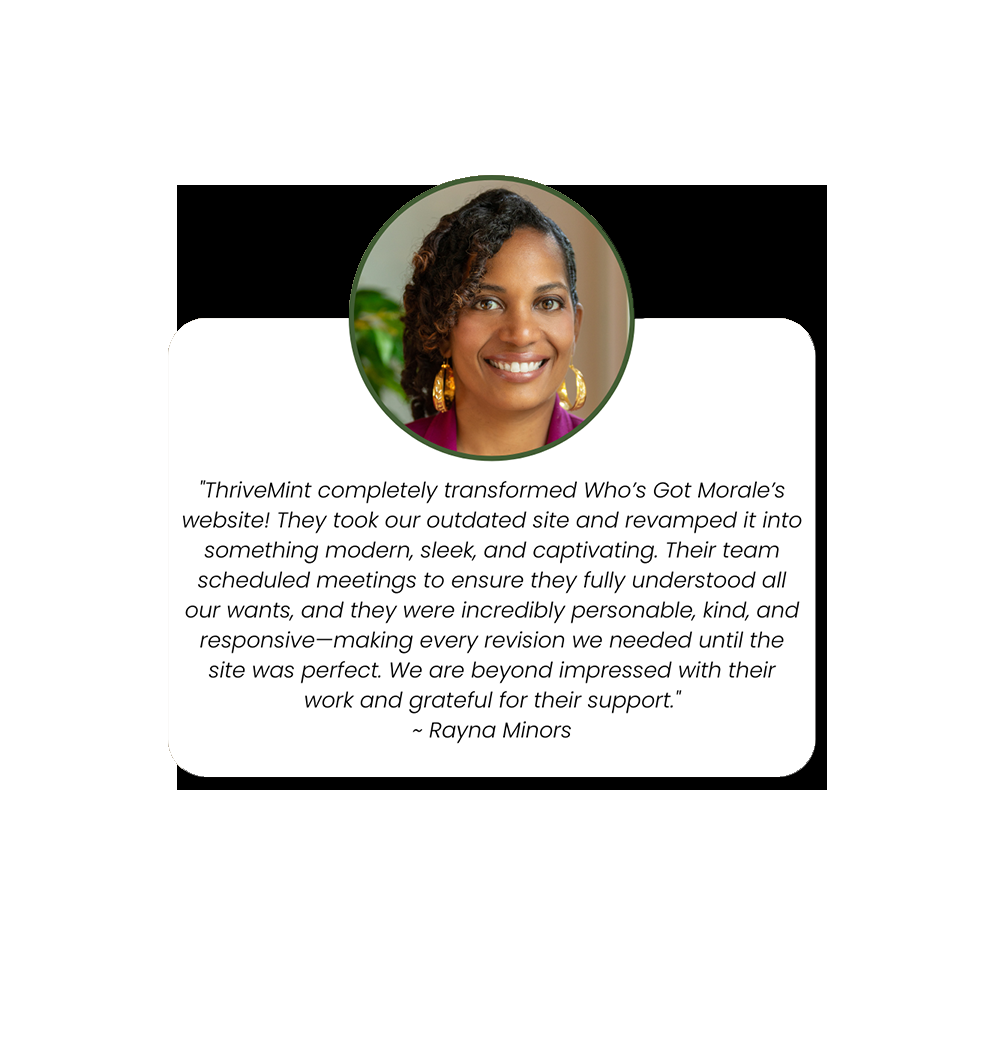 "ThriveMint completely transformed Who’s Got Morale’s
website! They took our outdated site and revamped it into
something modern, sleek, and captivating. Their team
scheduled meetings to ensure they fully understood all
our wants, and they were incredibly personable, kind, and
responsive—making every revision we needed until the
site was perfect. We are beyond impressed with their
work and grateful for their support."
~ Rayna Minors